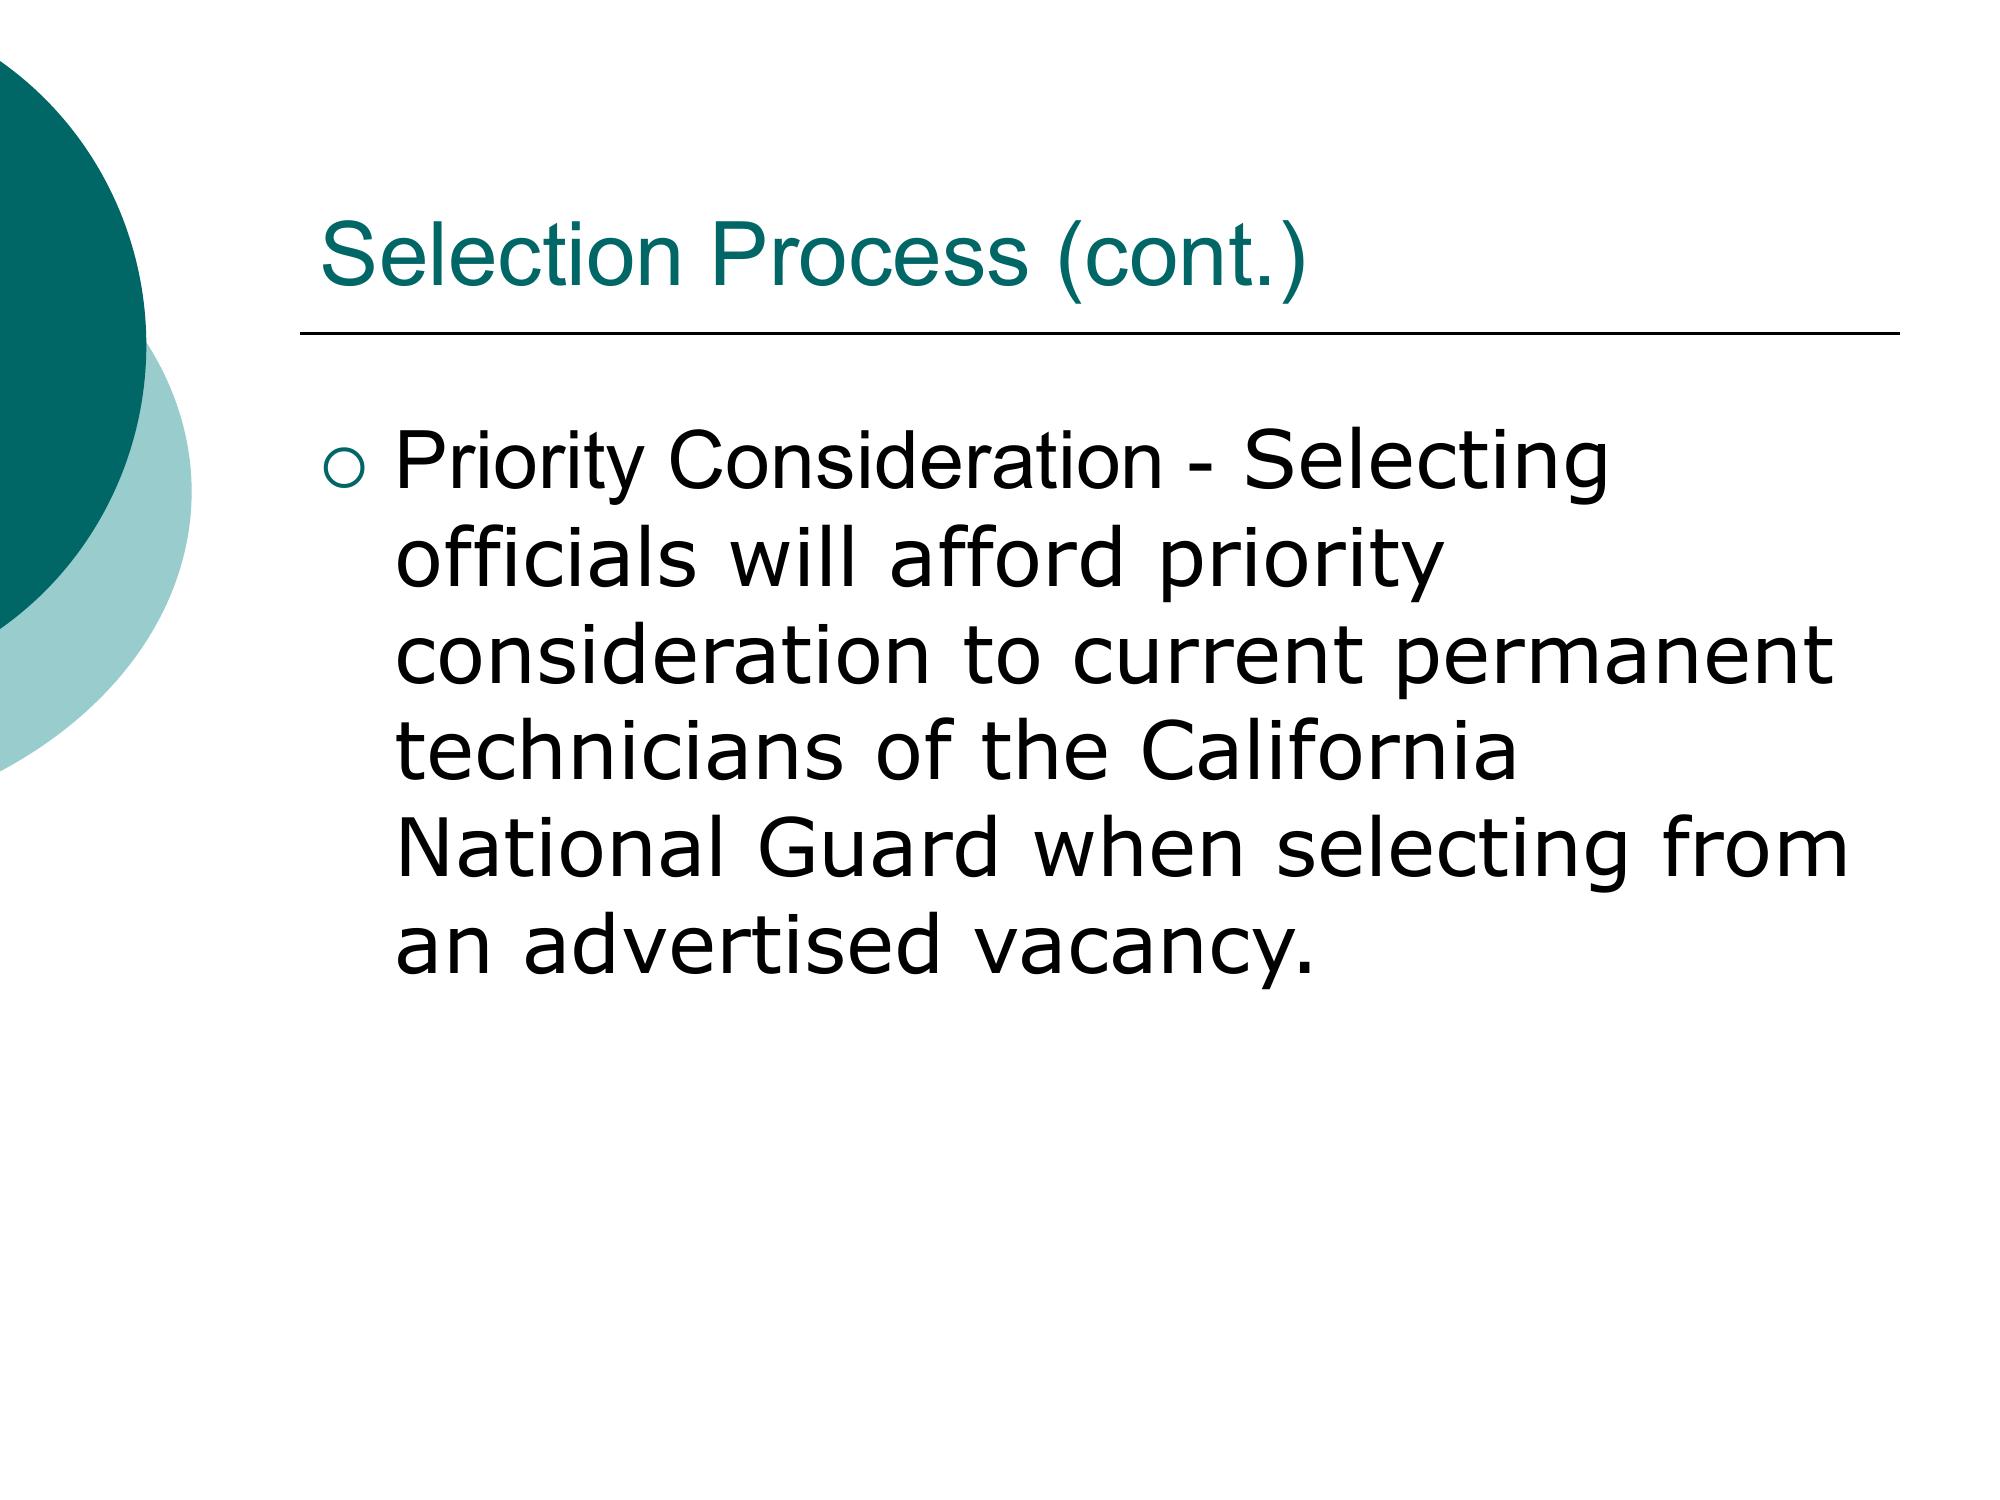 Selection Process (cont.)
Priority Consideration - Selecting
officials will afford priority
consideration to current permanent
technicians of the California
National Guard when selecting from
an advertised vacancy.